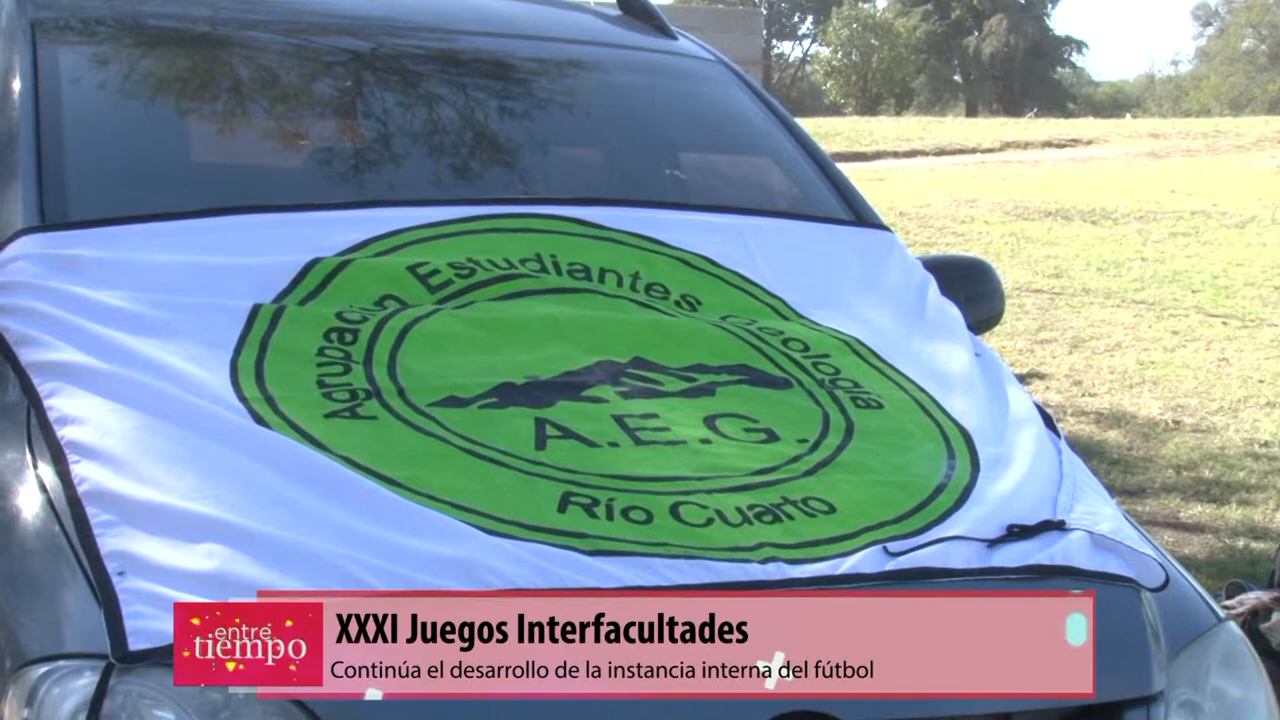 Agrupación Estudiantes Geología
A.E.G.
Río Cuarto
entre
tiempo
XXXI Juegos Interfacultades
Continúa el desarrollo de la instancia interna del fútbol